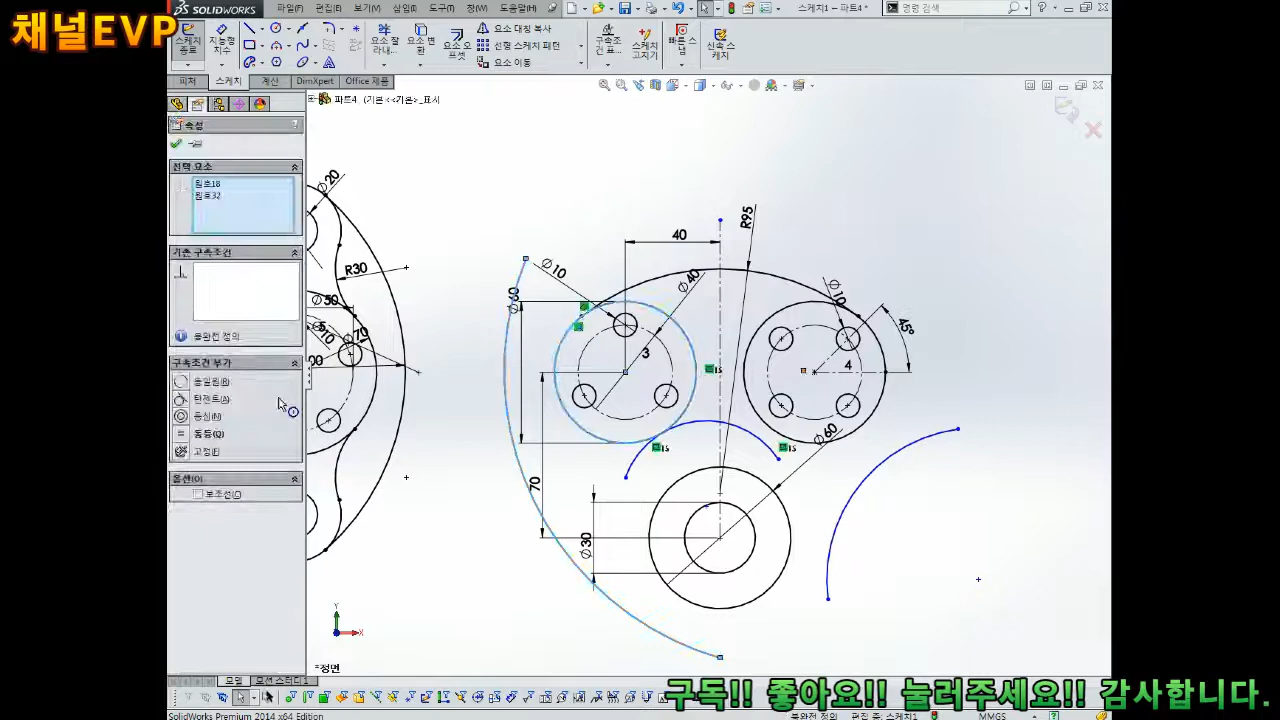 채널EVP
SOLIDWORKS
파일(F) 편집(E) 보기(V) 삽입(I) 도구(T) 창(W) 도움말(H)
스케치1 - 파트4 *
명령 검색
스케치 종료
지능형 치수
요소 잘라내...
요소 변환
요소 오프셋
요소 대칭 복사
선형 스케치 패턴
요소 이동
구속조건 표...
스케치 고치기
빠른 스냅
신속 스케치
피처 스케치 계산 DimXpert Office 제품
파트4 (기본<<기본>_표시
속성
선택 요소
원호18
원호32
기존 구속조건
불완전 정의
구속조건 부가
동일원(R)
탄젠트(A)
동심(N)
동등(Q)
고정(F)
옵션(O)
보조선(C)
∅20
R30
∅50
∅70
40
R95
∅10
∅40
∅10
45°
3
4
∅60
70
∅60
∅30
Y
X
*정면
모델 모션 스터디 1
구독!! 좋아요!! 눌러주세요!! 감사합니다.
SolidWorks Premium 2014 x64 Edition
불완전 정의 편집 중: 스케치1
MMGS